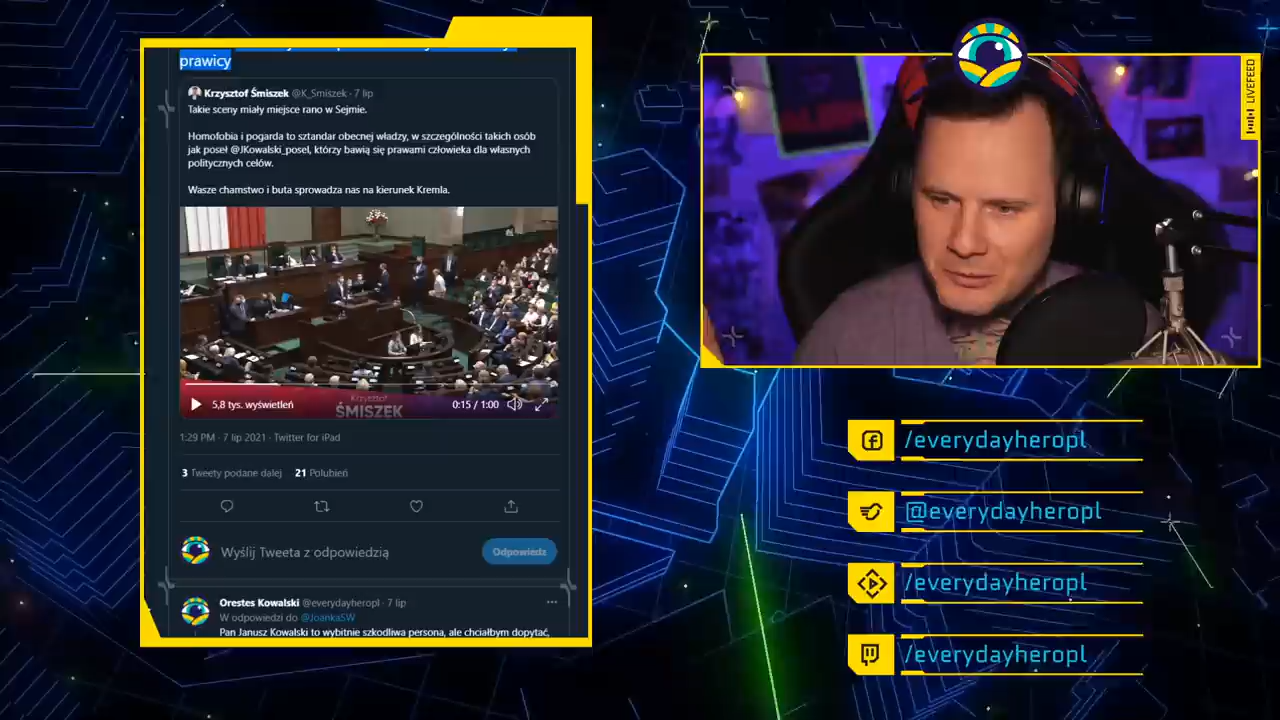 prawicy
Krzysztof Śmiszek @K_Smiszek · 7 lip
Takie sceny miały miejsce rano w Sejmie.
Homofobia i pogarda to sztandar obecnej władzy, w szczególności takich osób
jak poseł @JKowalski_posel, którzy bawią się prawami człowieka dla własnych
politycznych celów.
Wasze chamstwo i buta sprowadza nas na kierunek Kremla.
Krzysztof
ŚMISZEK
5,8 tys. wyświetleń 0:15 / 1:00
1:29 PM · 7 lip 2021 · Twitter for iPad
3 Tweety podane dalej 21 Polubień
Wyślij Tweeta z odpowiedzią
Odpowiedz
Orestes Kowalski @everydayheropl · 7 lip
W odpowiedzi do @JoankaSW
Pan Janusz Kowalski to wybitnie szkodliwa persona, ale chciałbym dopytać,
LIVEFEED
/everydayheropl
@everydayheropl
/everydayheropl
/everydayheropl